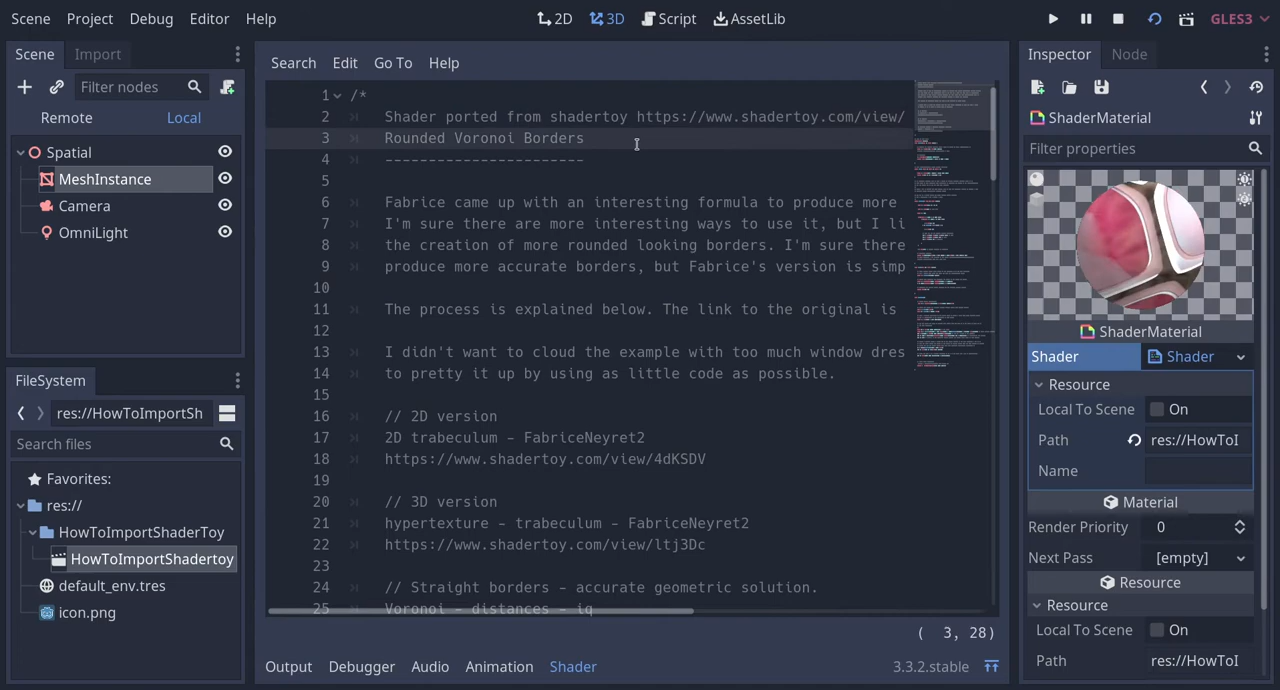 Scene Project Debug Editor Help
2D 3D Script AssetLib
GLES3
Scene Import
Filter nodes
Remote Local
Spatial
MeshInstance
Camera
OmniLight
FileSystem
res://HowToImportSh
Search files
Favorites:
res://
HowToImportShaderToy
HowToImportShadertoy
default_env.tres
icon.png
Search Edit Go To Help
1 /*
2 Shader ported from shadertoy https://www.shadertoy.com/view/
3 Rounded Voronoi Borders
4 -----------------------
5
6 Fabrice came up with an interesting formula to produce more
7 I'm sure there are more interesting ways to use it, but I li
8 the creation of more rounded looking borders. I'm sure there
9 produce more accurate borders, but Fabrice's version is simp
10
11 The process is explained below. The link to the original is
12
13 I didn't want to cloud the example with too much window dres
14 to pretty it up by using as little code as possible.
15
16 // 2D version
17 2D trabeculum - FabriceNeyret2
18 https://www.shadertoy.com/view/4dKSDV
19
20 // 3D version
21 hypertexture - trabeculum - FabriceNeyret2
22 https://www.shadertoy.com/view/ltj3Dc
23
24 // Straight borders - accurate geometric solution.
25 Voronoi - distances - iq
( 3, 28)
Output Debugger Audio Animation Shader
3.3.2.stable
Inspector Node
ShaderMaterial
Filter properties
ShaderMaterial
Shader Shader
Resource
Local To Scene On
Path res://HowToI
Name
Material
Render Priority 0
Next Pass [empty]
Resource
Resource
Local To Scene On
Path res://HowToI